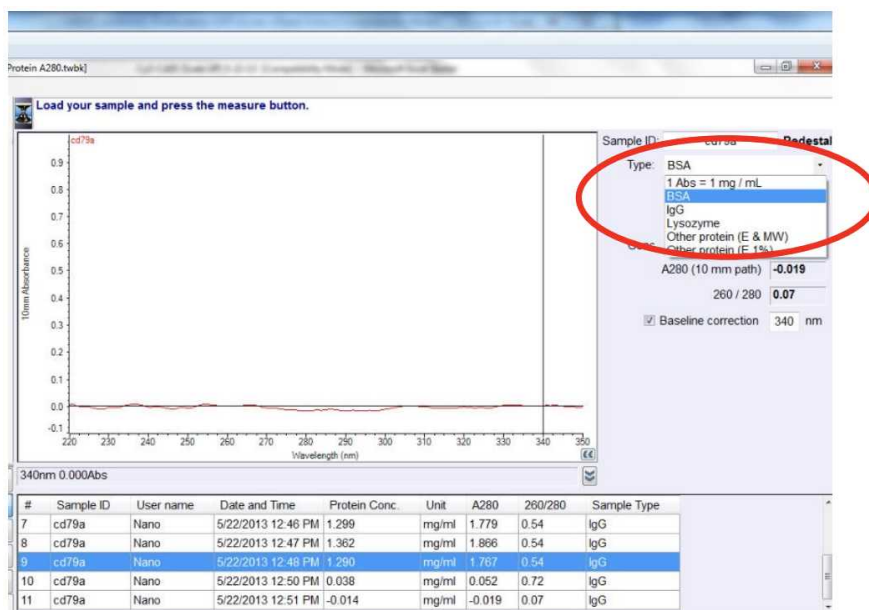 Protein A280.twbk]
Load your sample and press the measure button.
cd79a
0.9
0.8
0.7
0.6
0.5
0.4
0.3
0.2
0.1
0.0
-0.1
10mm Absorbance
220 230 240 250 260 270 280 290 300 310 320 330 340 350
Wavelength (nm)
340nm 0.000Abs
Sample ID: cd79a Pedestal
Type: BSA
1 Abs = 1 mg / mL
BSA
IgG
Lysozyme
Other protein (E & MW)
Other protein (E 1%)
A280 (10 mm path) -0.019
260 / 280 0.07
Baseline correction 340 nm
# Sample ID User name Date and Time Protein Conc. Unit A280 260/280 Sample Type
7 cd79a Nano 5/22/2013 12:46 PM 1.299 mg/ml 1.779 0.54 IgG
8 cd79a Nano 5/22/2013 12:47 PM 1.362 mg/ml 1.866 0.54 IgG
9 cd79a Nano 5/22/2013 12:48 PM 1.290 mg/ml 1.767 0.54 IgG
10 cd79a Nano 5/22/2013 12:50 PM 0.038 mg/ml 0.052 0.72 IgG
11 cd79a Nano 5/22/2013 12:51 PM -0.014 mg/ml -0.019 0.07 IgG